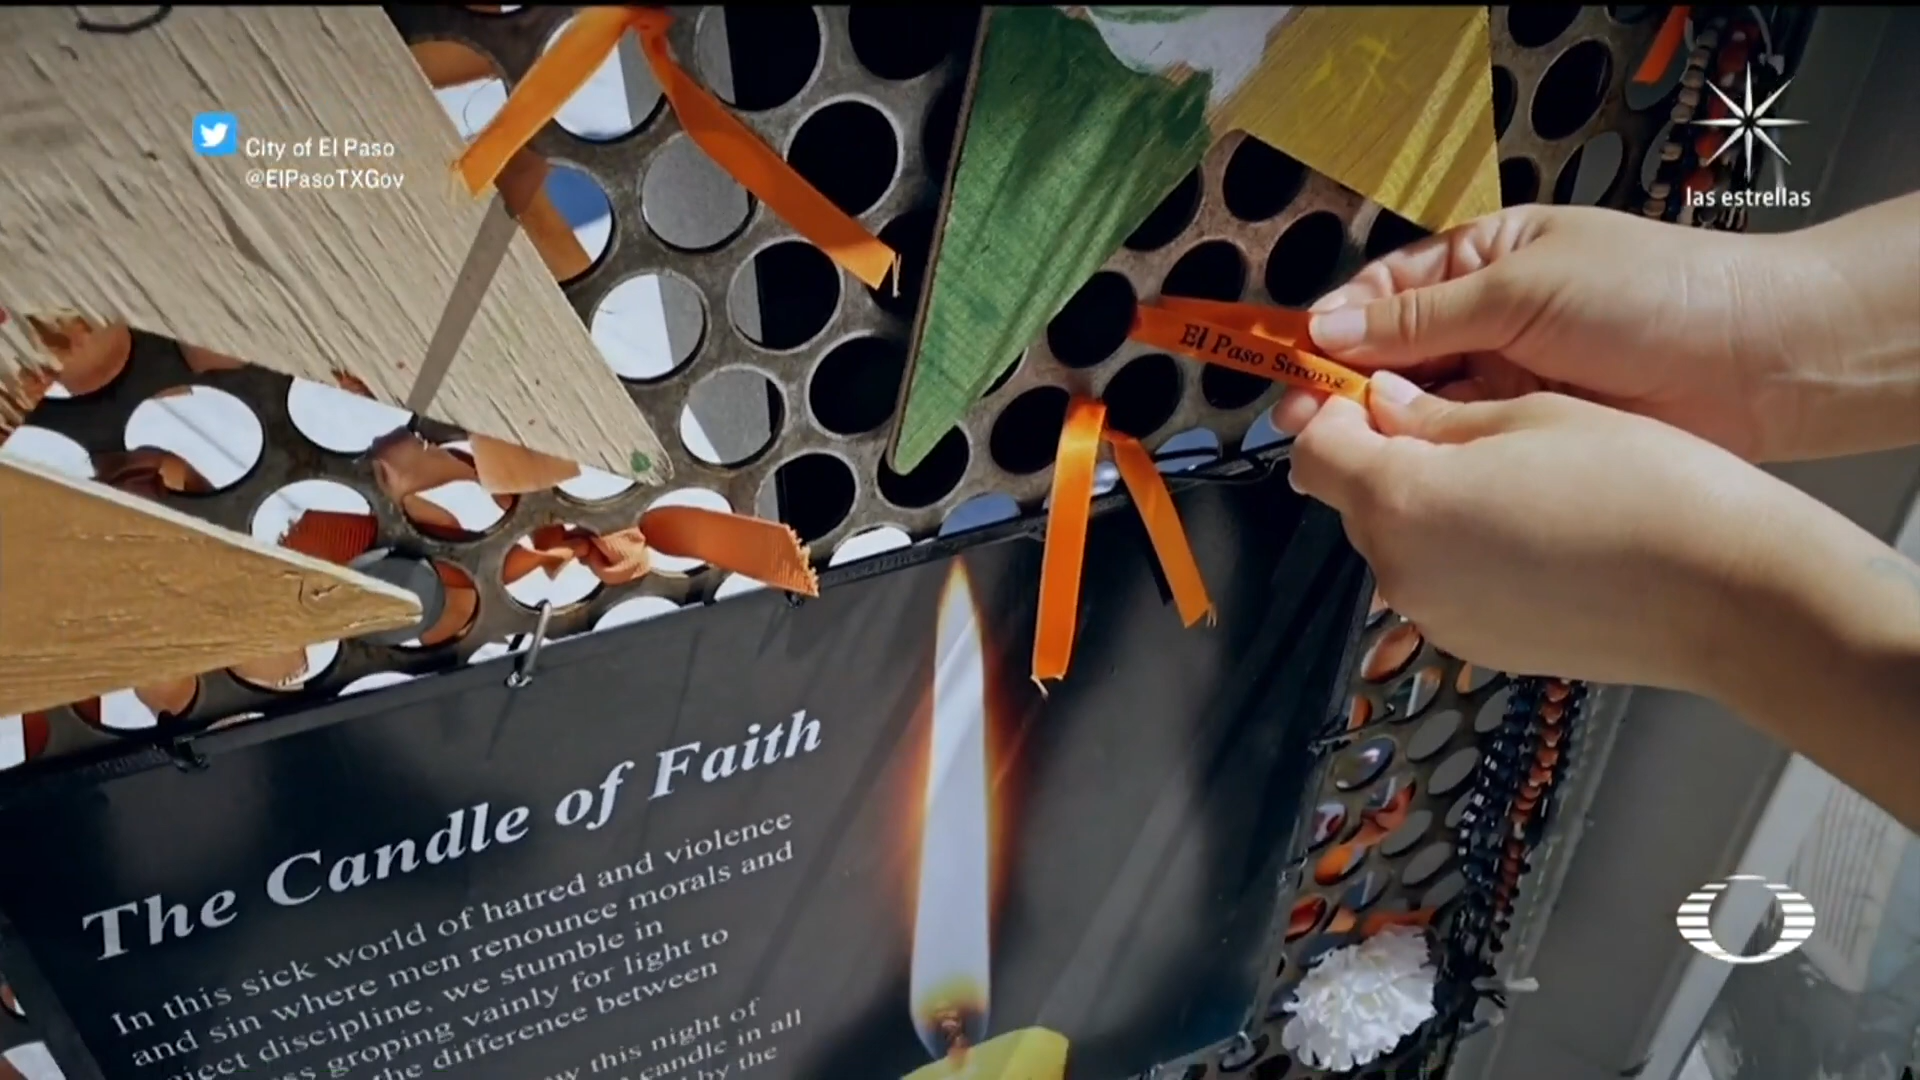 City of El Paso
@ElPasoTXGov
las estrellas
El Paso Strong
The Candle of Faith
In this sick world of hatred and violence
and sin where men renounce morals and
discipline, we stumble in
groping vainly for light to
the difference between
this night of
candle in all
by the